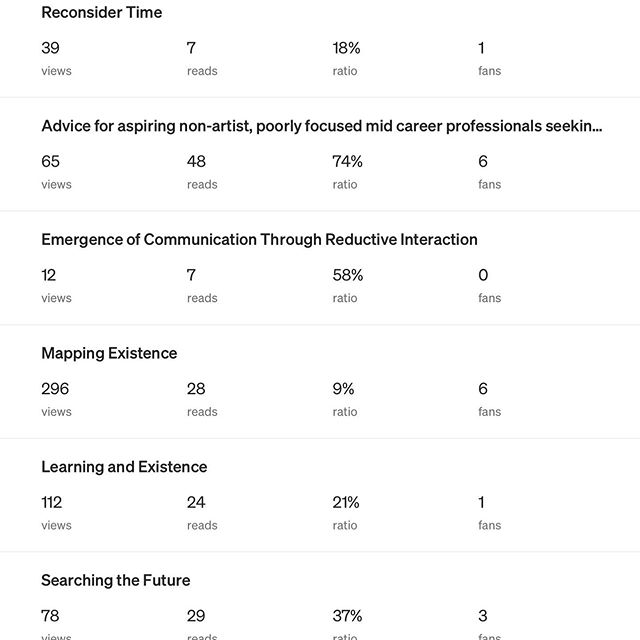 Reconsider Time
39 7 18% 1
views reads ratio fans
Advice for aspiring non-artist, poorly focused mid career professionals seekin...
65 48 74% 6
views reads ratio fans
Emergence of Communication Through Reductive Interaction
12 7 58% 0
views reads ratio fans
Mapping Existence
296 28 9% 6
views reads ratio fans
Learning and Existence
112 24 21% 1
views reads ratio fans
Searching the Future
78 29 37% 3
views reads ratio fans